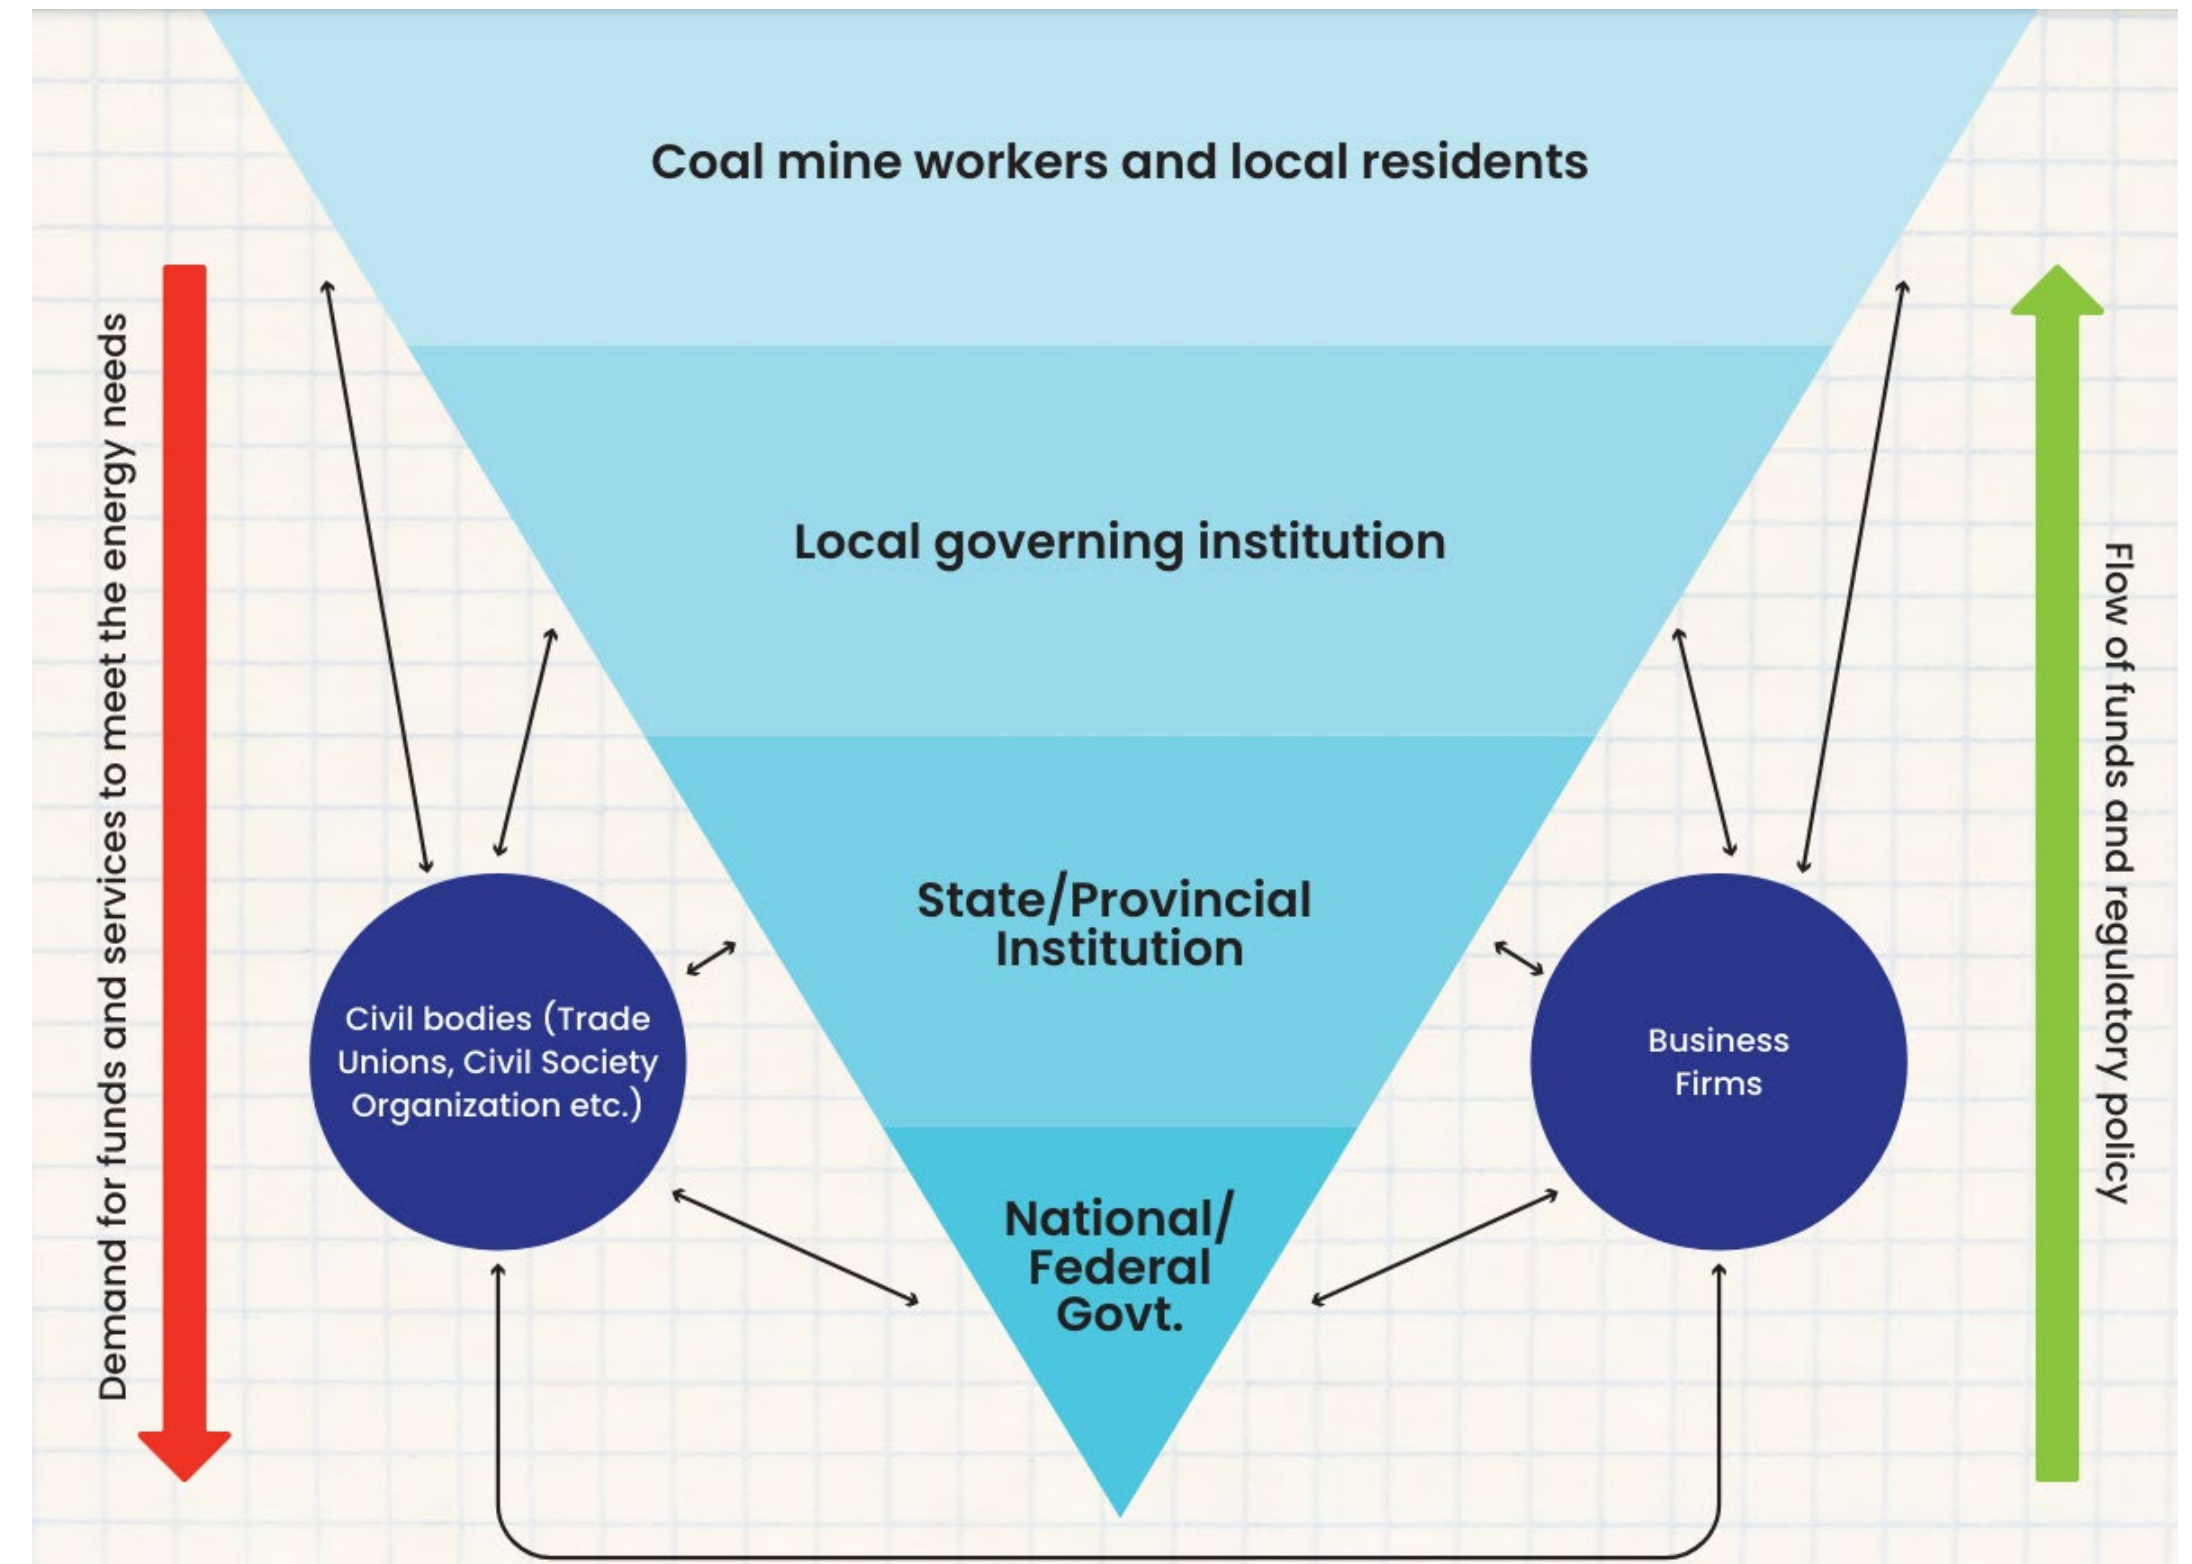 Coal mine workers and local residents
Demand for funds and services to meet the energy needs
Local governing institution
Flow of funds and regulatory policy
State/Provincial
Institution
Civil bodies (Trade
Unions, Civil Society
Organization etc.)
Business
Firms
National/
Federal
Govt.